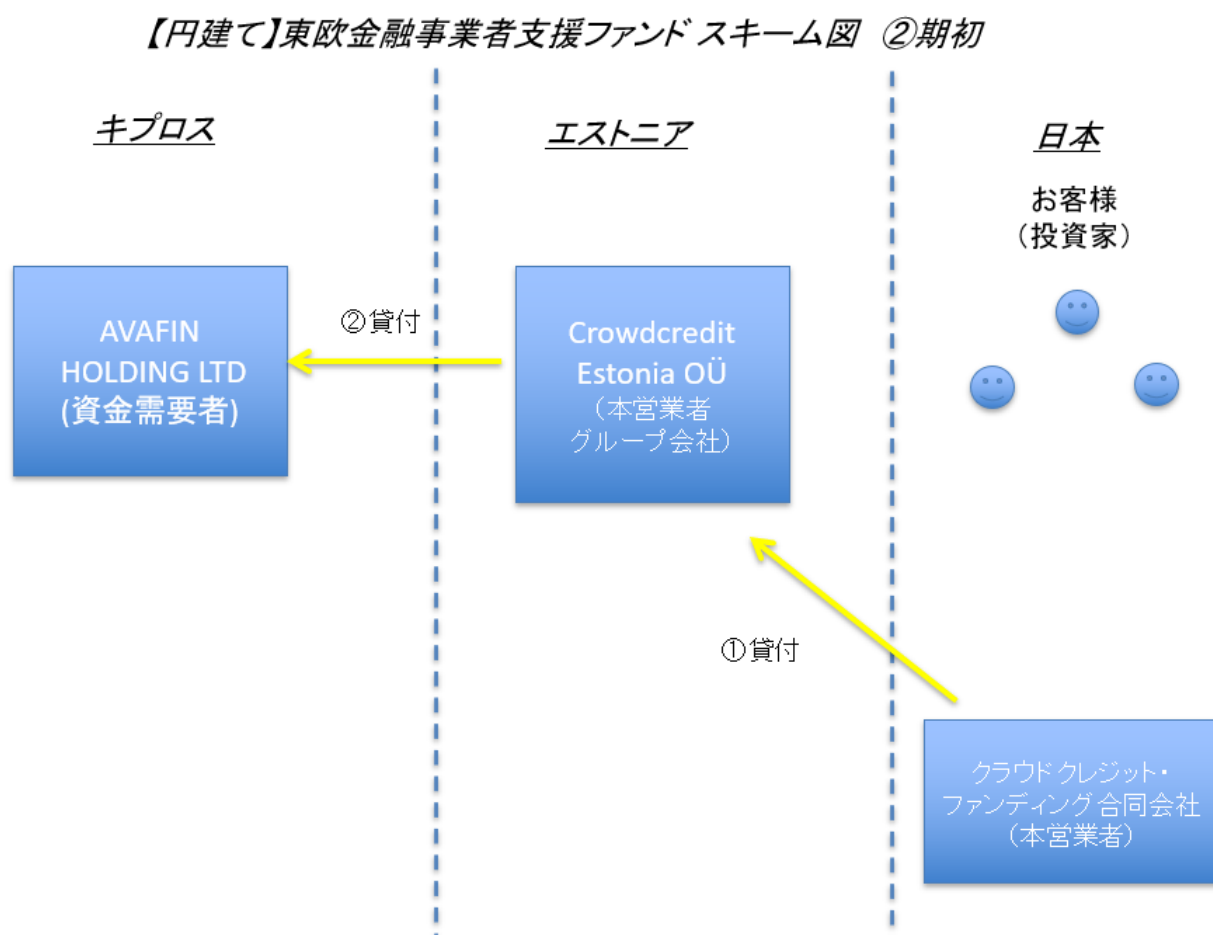 【円建て】東欧金融事業者支援ファンド スキーム図 ②期初
キプロス
エストニア
日本
お客様
（投資家）
AVAFIN
HOLDING LTD
(資金需要者)
②貸付
Crowdcredit
Estonia OÜ
（本営業者
グループ会社）
①貸付
クラウドクレジット・
ファンディング合同会社
（本営業者）